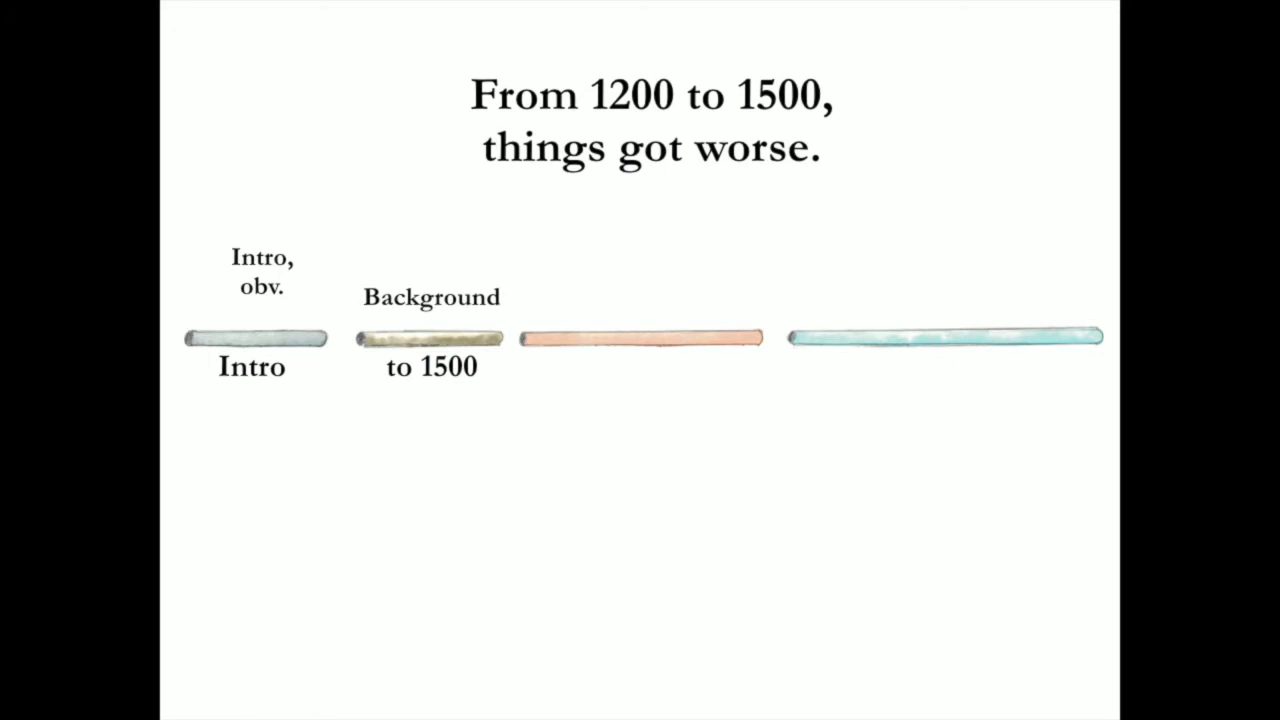 From 1200 to 1500,
things got worse.
Intro,
obv.
Background
Intro
to 1500